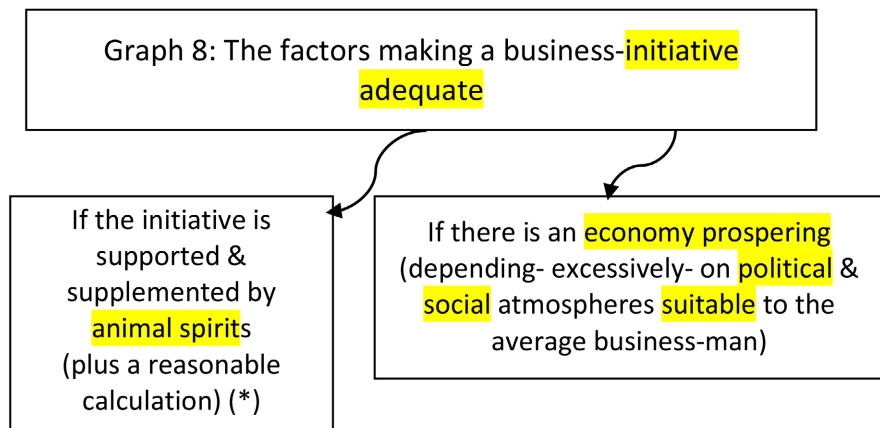 Graph 8: The factors making a business-initiative
adequate
If the initiative is
supported &
supplemented by
animal spirits
(plus a reasonable
calculation) (*)
If there is an economy prospering
(depending- excessively- on political &
social atmospheres suitable to the
average business-man)